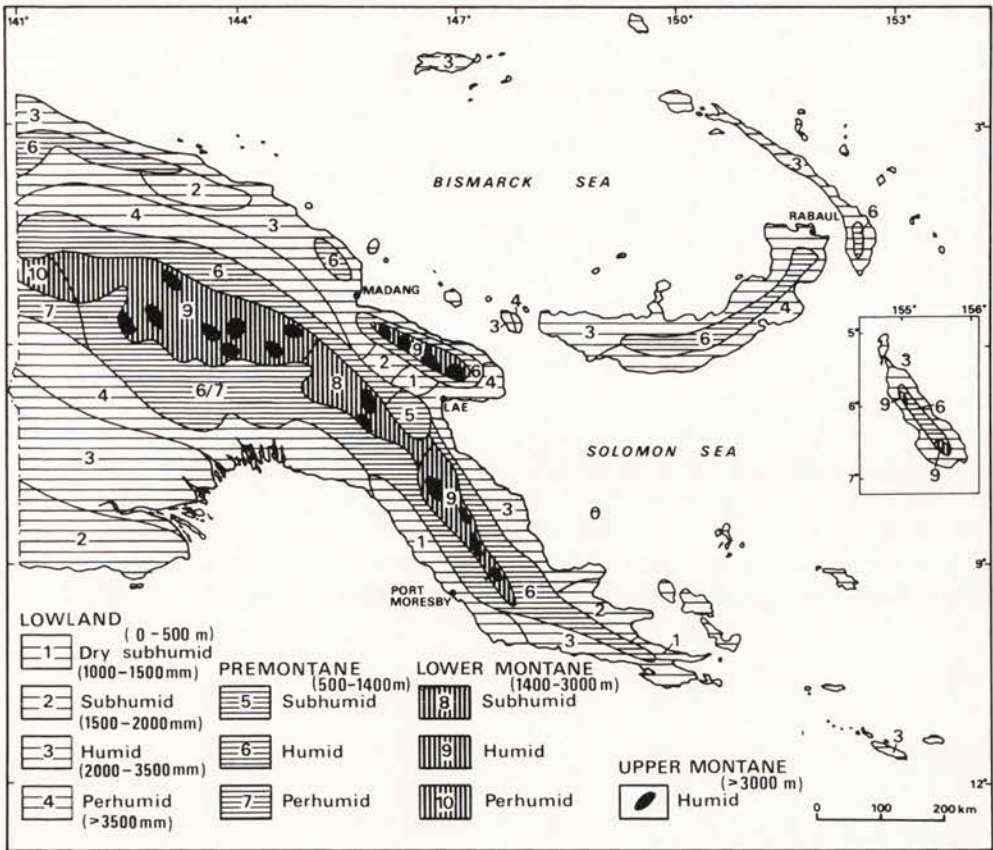 141°
144°
147°
150°
153°
3
3
3°
6
3
2
BISMARCK SEA
4
3
6
RABAUL
6
6
10
MADANG
4
155°
156°
7
9
3
3
4
5°
9
6
2
6
3
4
6/7
8
1
4
5
LAE
6°
6
9
SOLOMON SEA
3
7°
9
9
3
2
1
9°
PORT
MORESBY
6
2
3
1
3
12°
LOWLAND
(0-500 m)
1 Dry subhumid
(1000-1500mm)
2 Subhumid
(1500-2000mm)
3 Humid
(2000-3500mm)
4 Perhumid
(>3500mm)
PREMONTANE
(500-1400m)
5 Subhumid
6 Humid
7 Perhumid
LOWER MONTANE
(1400-3000m)
8 Subhumid
9 Humid
10 Perhumid
UPPER MONTANE
(>3000 m)
Humid
0 100 200 km